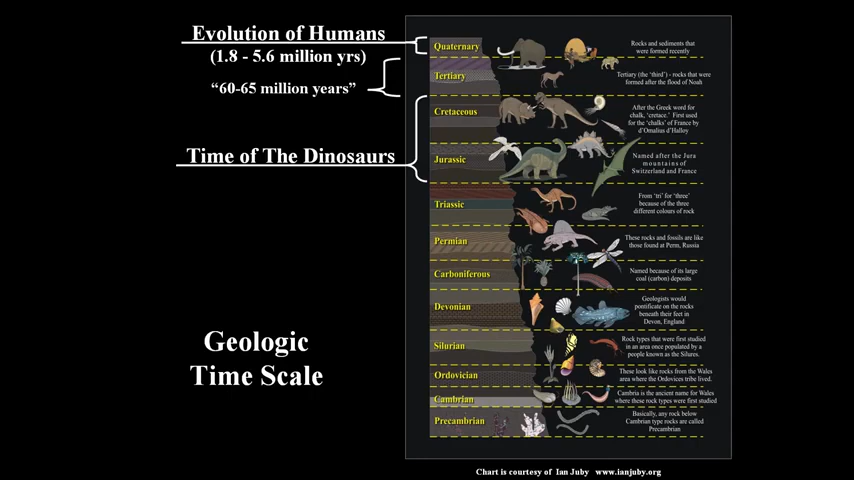 Evolution of Humans
(1.8 - 5.6 million yrs)
“60-65 million years”
Time of The Dinosaurs
Geologic
Time Scale
Quaternary
Rocks and sediments that
were formed recently
Tertiary
Tertiary (the ‘third’) - rocks that were
formed after the flood of Noah
Cretaceous
After the Greek word for
chalk, ‘cretace.’ First used
for the ‘chalks’ of France by
d’Omalius d’Halloy
Jurassic
Named after the Jura
mountains of
Switzerland and France
Triassic
From ‘tri’ for ‘three’
because of the three
different colours of rock
Permian
These rocks and fossils are like
those found at Perm, Russia
Carboniferous
Named because of its large
coal (carbon) deposits
Devonian
Geologists would
pontificate on the rocks
beneath their feet in
Devon, England
Silurian
Rock types that were first studied
in an area once populated by a
people known as the Silures.
Ordovician
These look like rocks from the Wales
area where the Ordovices tribe lived.
Cambrian
Cambria is the ancient name for Wales
where these rock types were first studied
Precambrian
Basically, any rock below
Cambrian type rocks are called
Precambrian
Chart is courtesy of Ian Juby www.ianjuby.org